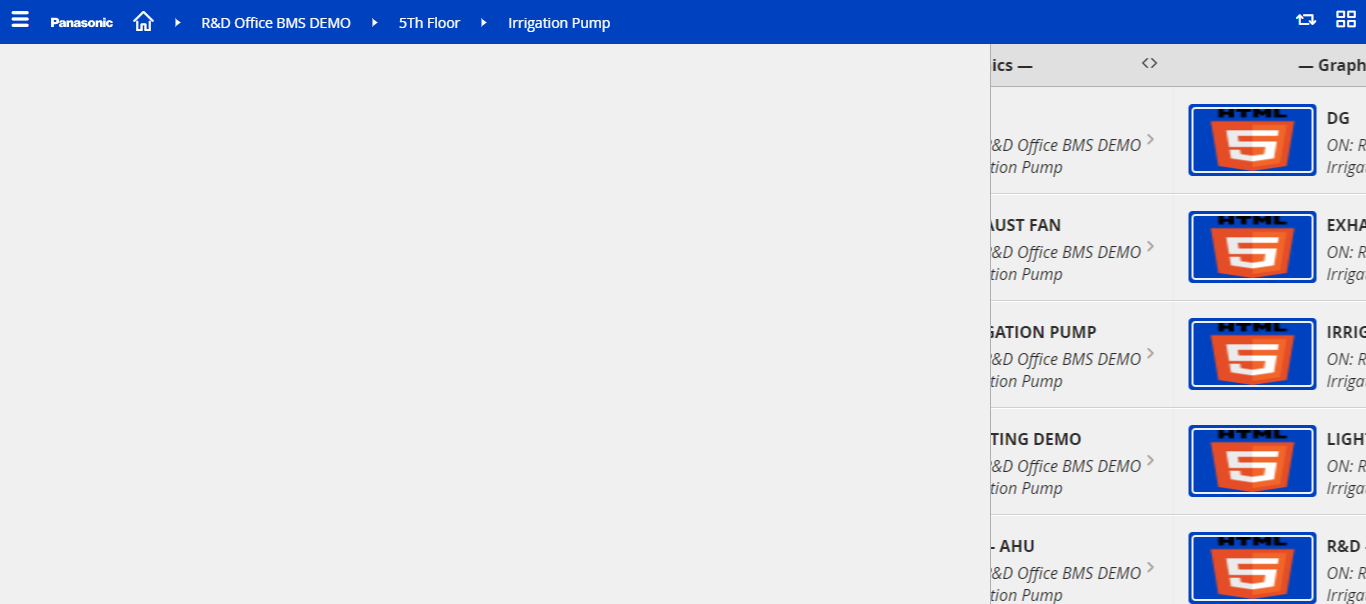 Panasonic R&D Office BMS DEMO 5Th Floor Irrigation Pump
ics —
&D Office BMS DEMO
tion Pump
AUST FAN
&D Office BMS DEMO
tion Pump
GATION PUMP
&D Office BMS DEMO
tion Pump
TING DEMO
&D Office BMS DEMO
tion Pump
- AHU
&D Office BMS DEMO
tion Pump
— Graph
HTML
5
DG
ON: R
Irriga
HTML
5
EXHA
ON: R
Irriga
HTML
5
IRRIG
ON: R
Irriga
HTML
5
LIGH
ON: R
Irriga
HTML
5
R&D -
ON: R
Irriga